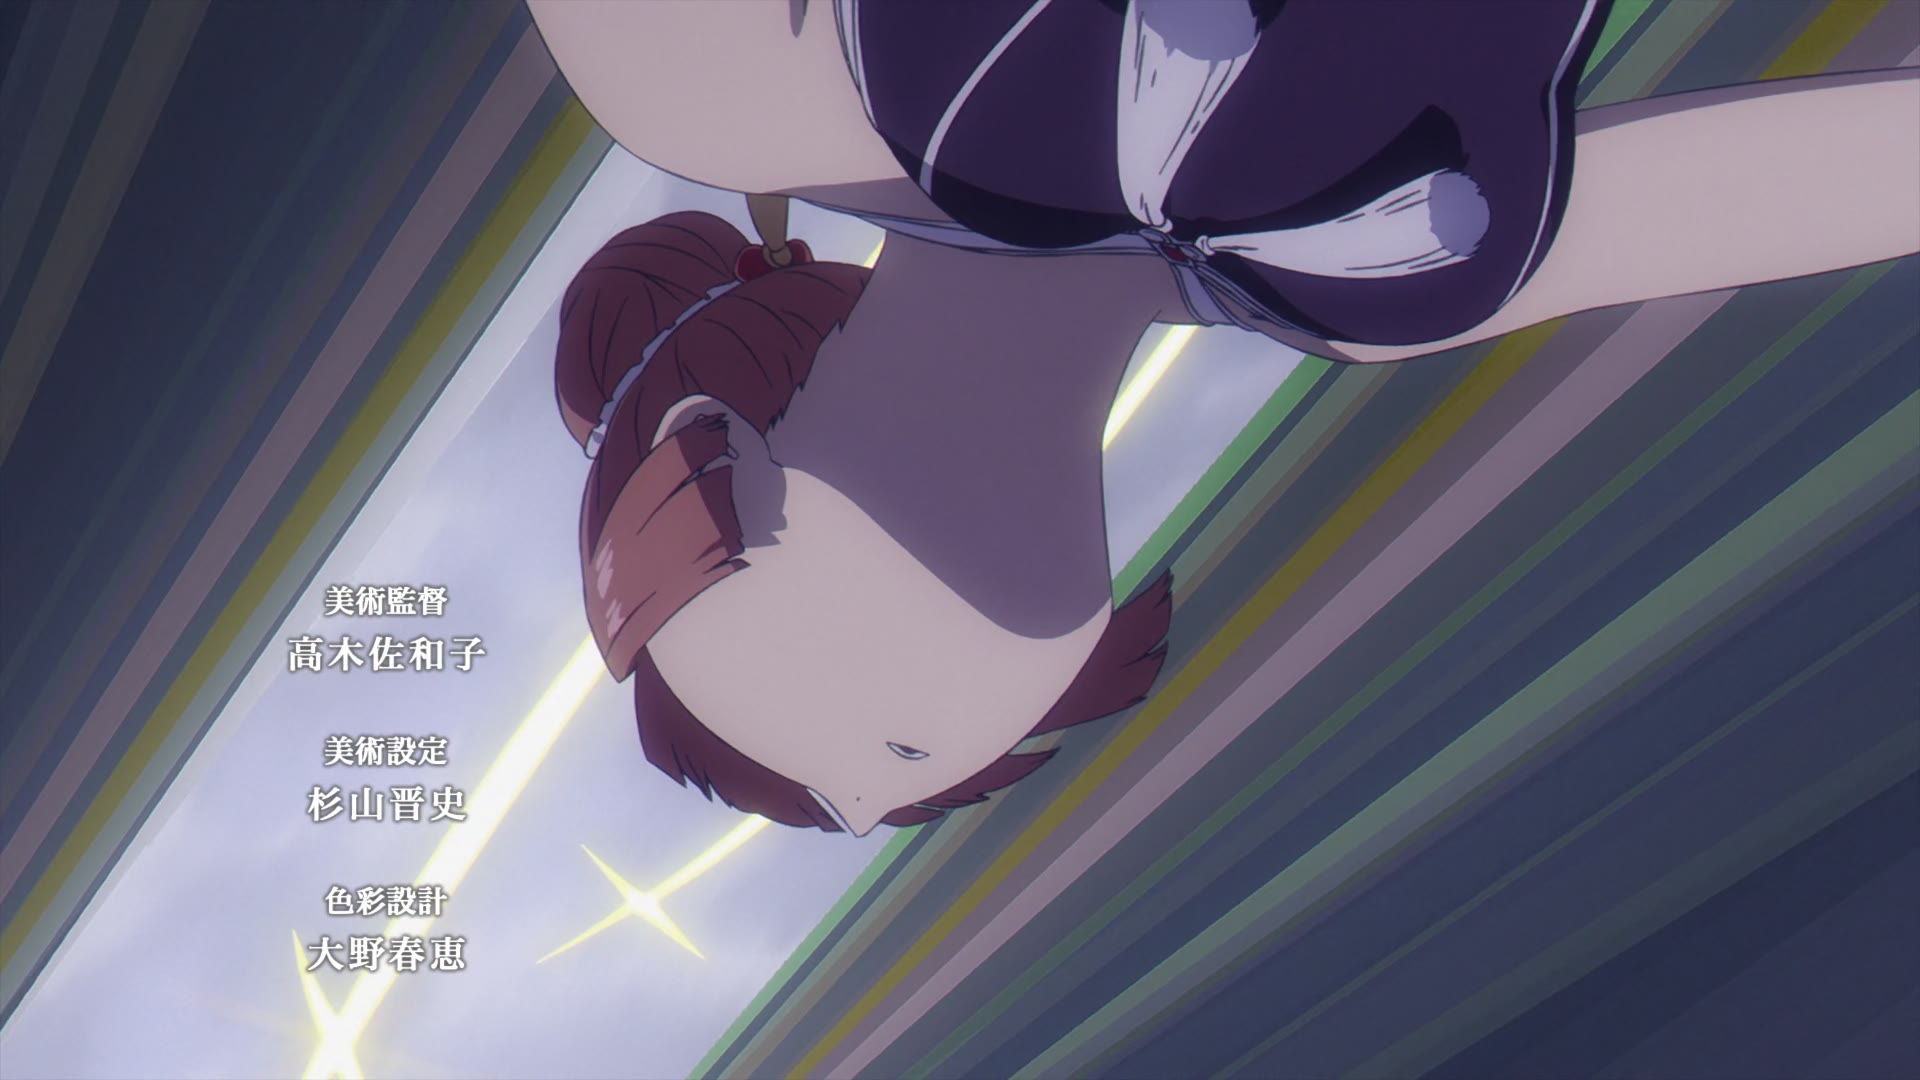 美術監督
高木佐和子
美術設定
杉山晋史
色彩設計
大野春恵